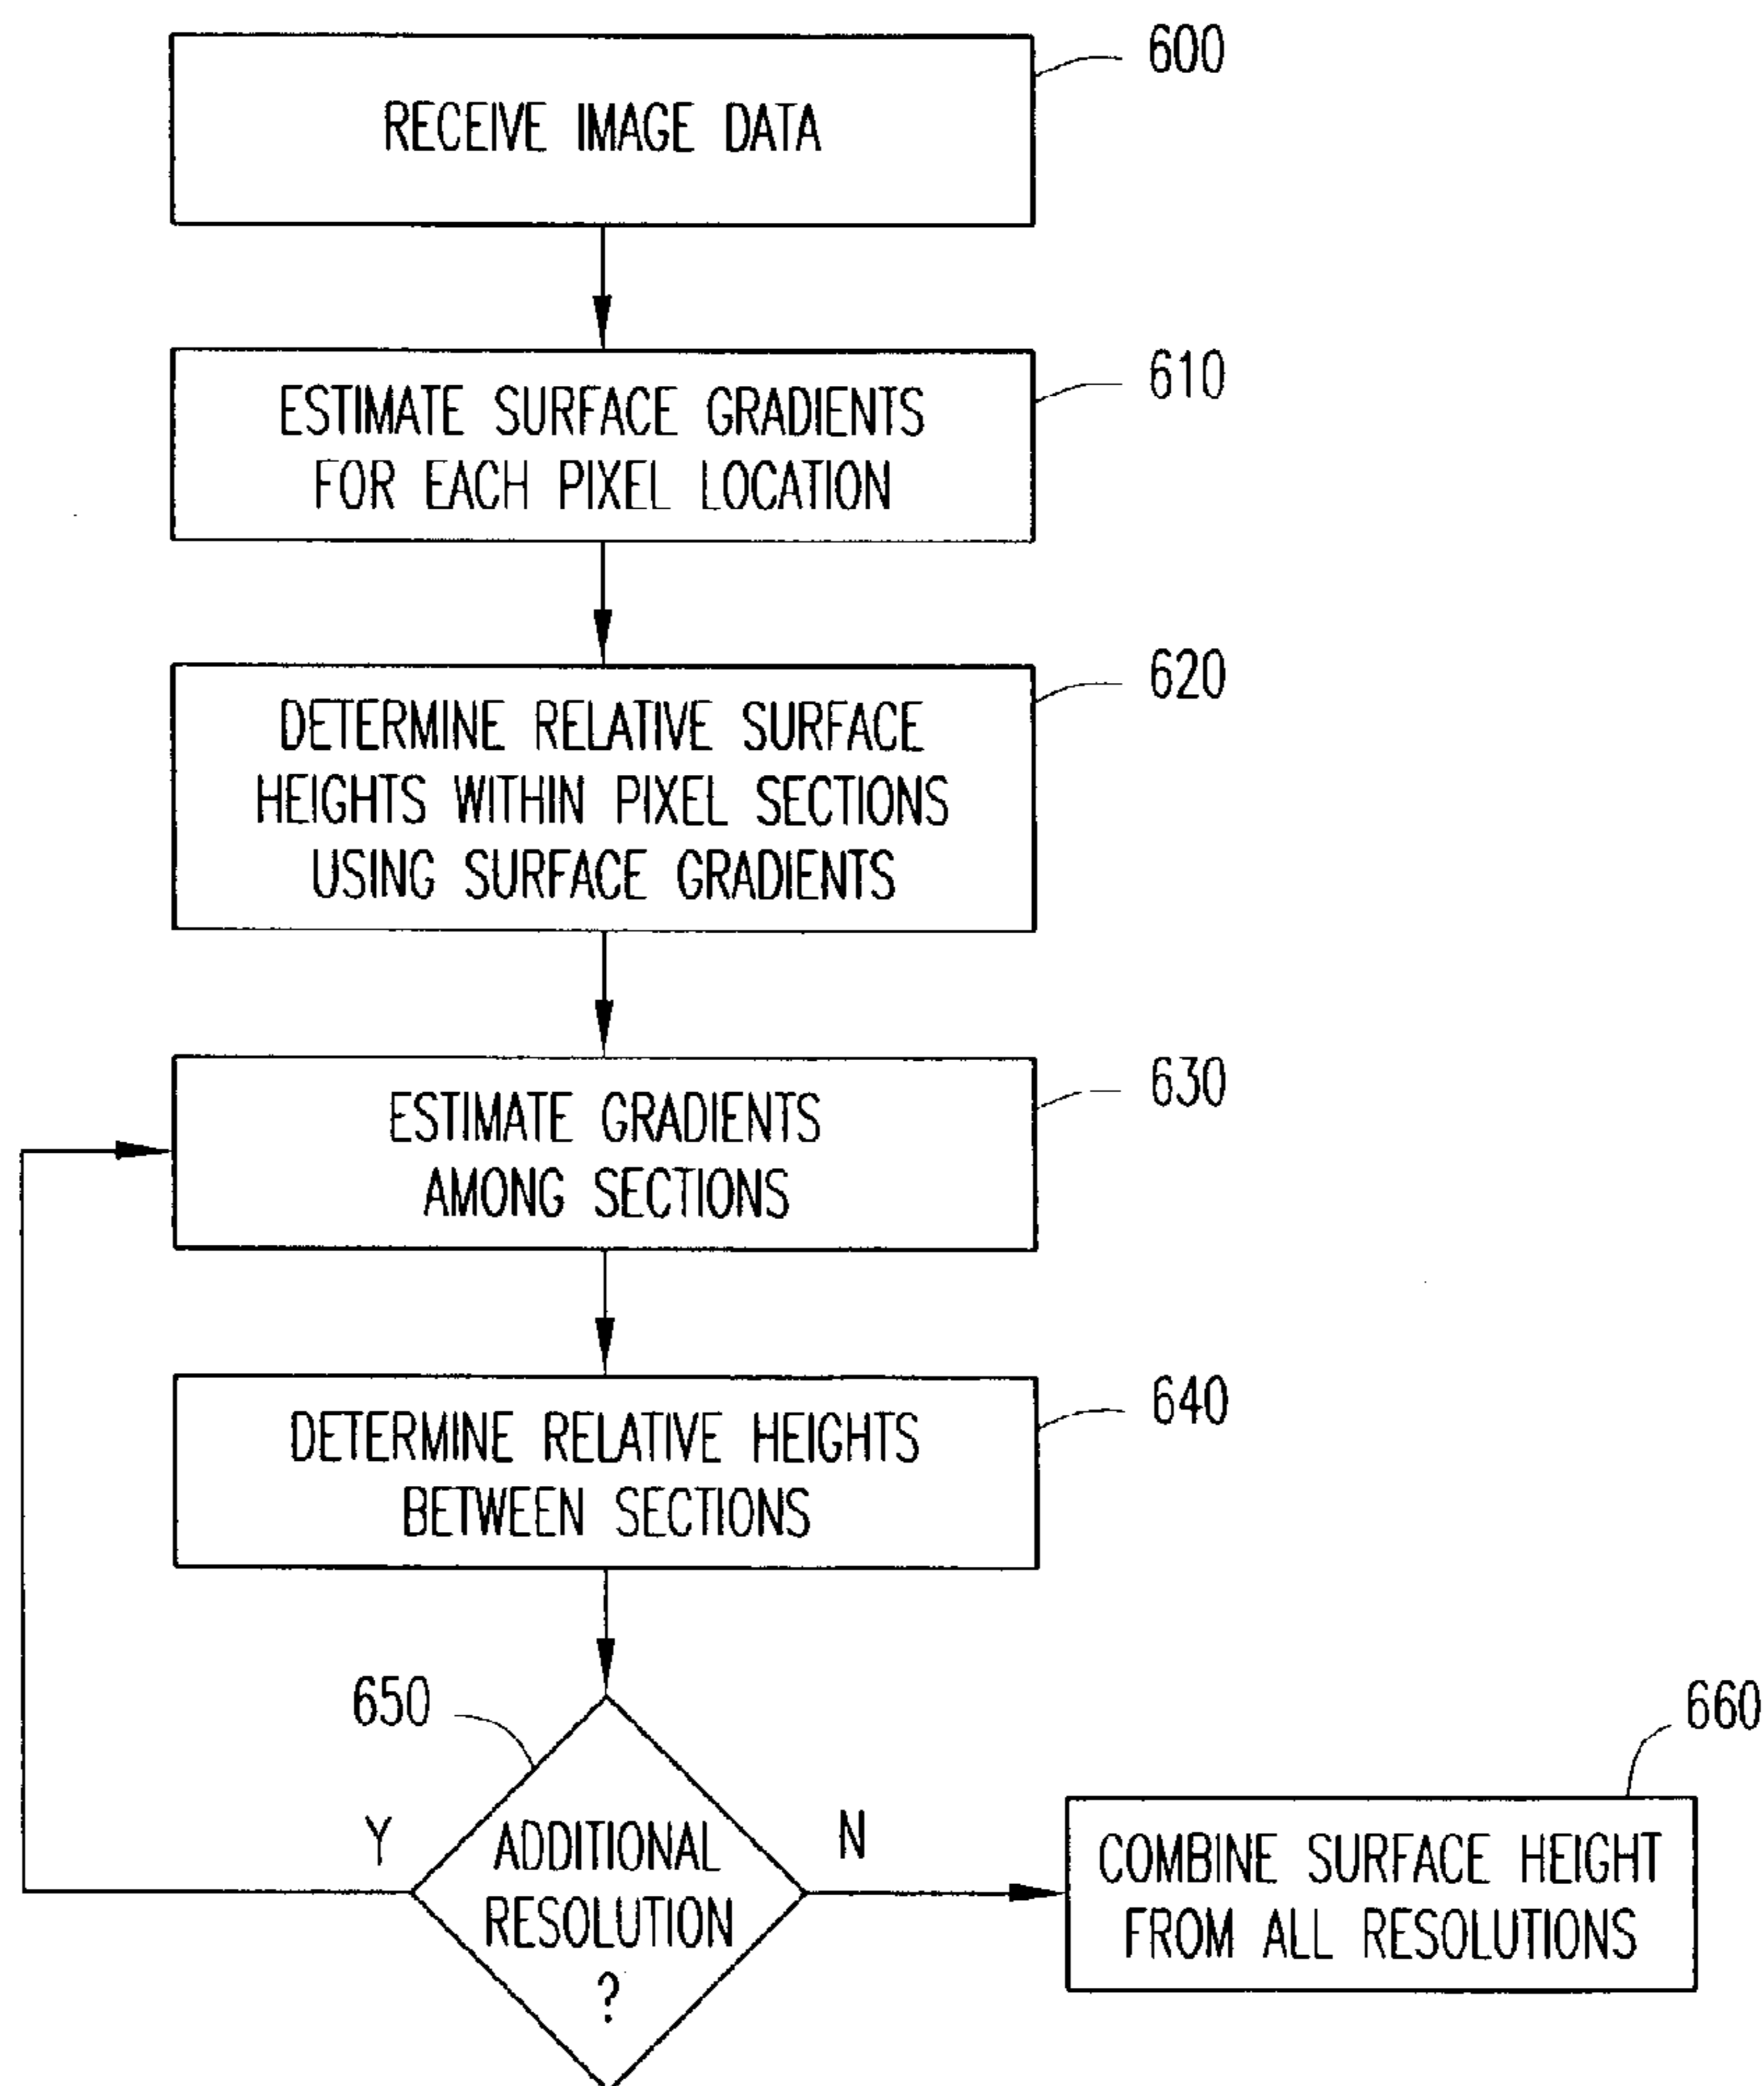 600
RECEIVE IMAGE DATA
610
ESTIMATE SURFACE GRADIENTS
FOR EACH PIXEL LOCATION
620
DETERMINE RELATIVE SURFACE
HEIGHTS WITHIN PIXEL SECTIONS
USING SURFACE GRADIENTS
630
ESTIMATE GRADIENTS
AMONG SECTIONS
640
DETERMINE RELATIVE HEIGHTS
BETWEEN SECTIONS
650
Y
ADDITIONAL
RESOLUTION
?
N
660
COMBINE SURFACE HEIGHT
FROM ALL RESOLUTIONS